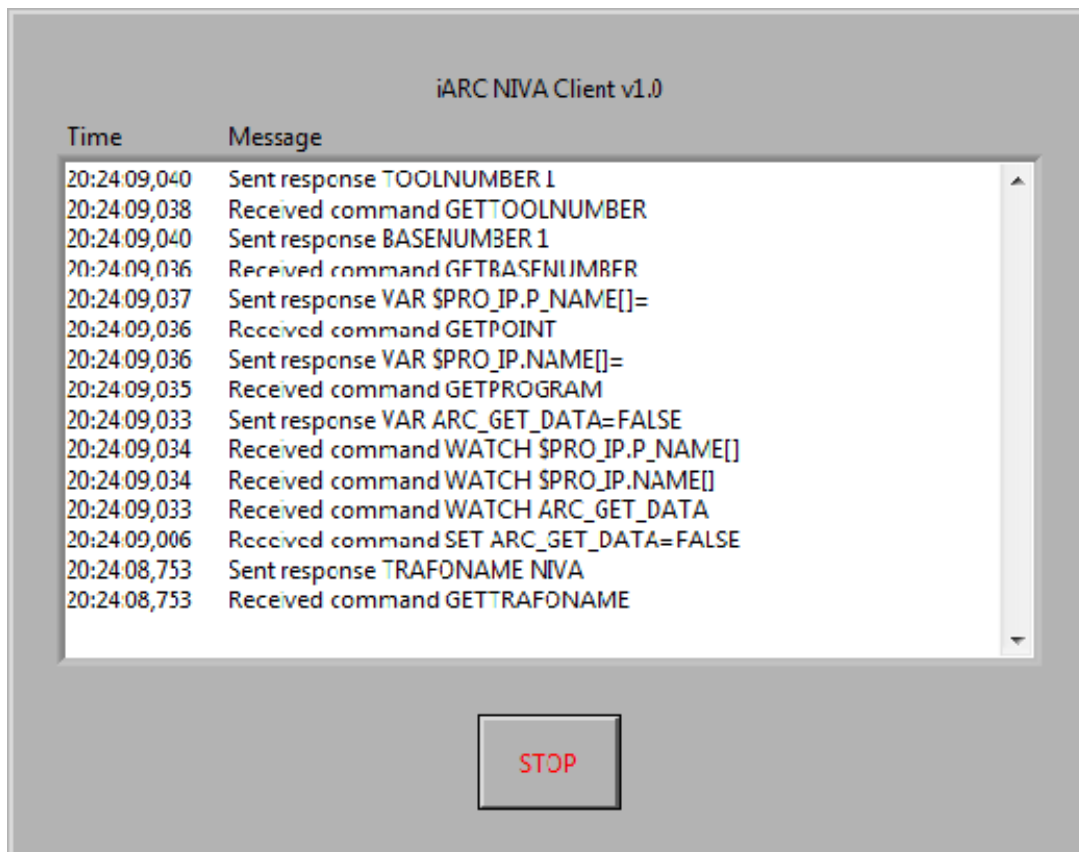 iARC NIVA Client v1.0
Time Message
20:24:09,040 Sent response TOOLNUMBER 1
20:24:09,038 Received command GETTOOLNUMBER
20:24:09,040 Sent response BASENUMBER 1
20:24:09,036 Received command GETBASENUMBER
20:24:09,037 Sent response VAR $PRO_IP.P_NAME[]=
20:24:09,036 Received command GETPOINT
20:24:09,036 Sent response VAR $PRO_IP.NAME[]=
20:24:09,035 Received command GETPROGRAM
20:24:09,033 Sent response VAR ARC_GET_DATA=FALSE
20:24:09,034 Received command WATCH $PRO_IP.P_NAME[]
20:24:09,034 Received command WATCH $PRO_IP.NAME[]
20:24:09,033 Received command WATCH ARC_GET_DATA
20:24:09,006 Received command SET ARC_GET_DATA=FALSE
20:24:08,753 Sent response TRAFONAME NIVA
20:24:08,753 Received command GETTRAFONAME
STOP